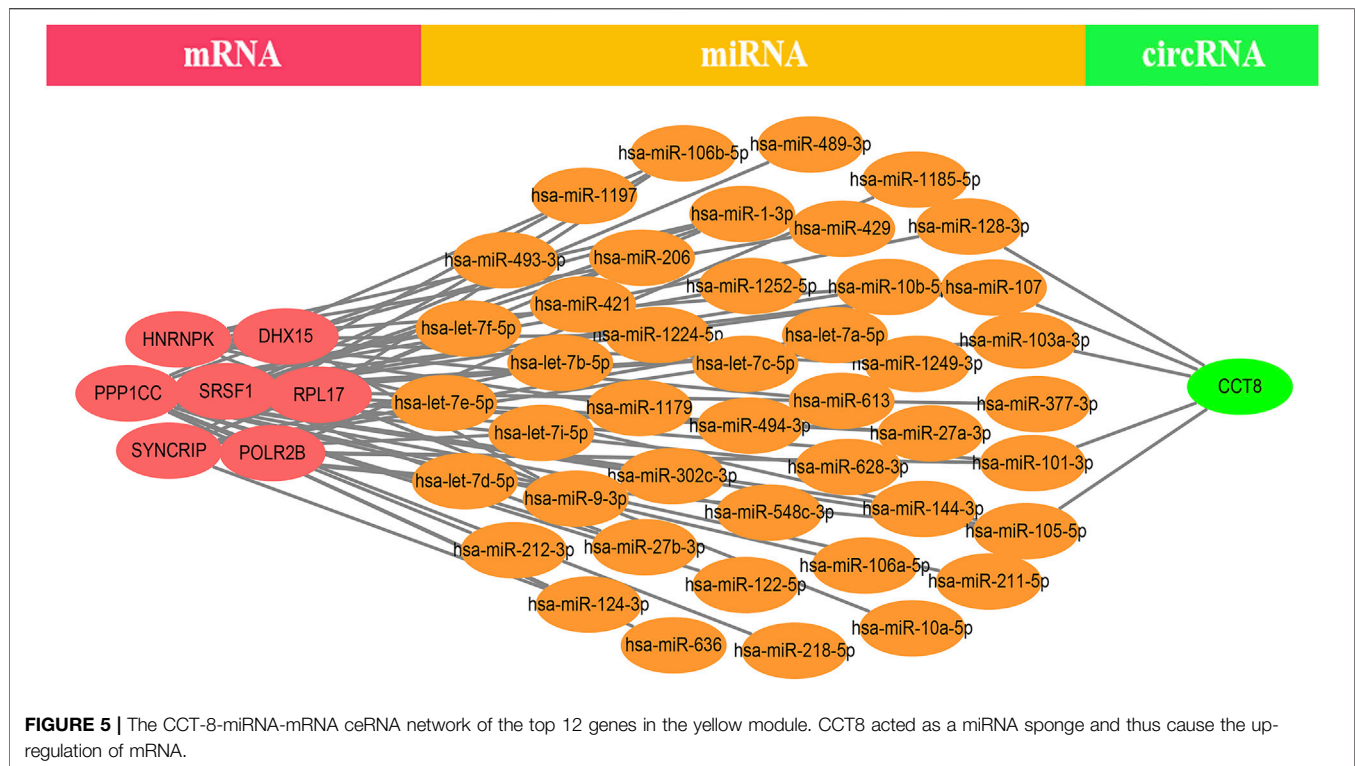 mRNA miRNA circRNA
hsa-miR-489-3p
hsa-miR-106b-5p
hsa-miR-1185-5p
hsa-miR-1197
hsa-miR-1-3p
hsa-miR-429
hsa-miR-128-3p
hsa-miR-493-3p
hsa-miR-206
hsa-miR-1252-5p
hsa-miR-10b-5p
hsa-miR-107
hsa-miR-421
hsa-let-7f-5p
hsa-miR-1224-5p
hsa-let-7a-5p
hsa-miR-103a-3p
HNRNPK
DHX15
hsa-let-7b-5p
hsa-let-7c-5p
hsa-miR-1249-3p
CCT8
PPP1CC
SRSF1
RPL17
hsa-let-7e-5p
hsa-miR-1179
hsa-miR-613
hsa-miR-377-3p
hsa-let-7i-5p
hsa-miR-494-3p
hsa-miR-27a-3p
SYNCRIP
POLR2B
hsa-miR-628-3p
hsa-miR-101-3p
hsa-let-7d-5p
hsa-miR-302c-3p
hsa-miR-9-3p
hsa-miR-548c-3p
hsa-miR-144-3p
hsa-miR-105-5p
hsa-miR-212-3p
hsa-miR-27b-3p
hsa-miR-106a-5p
hsa-miR-211-5p
hsa-miR-122-5p
hsa-miR-124-3p
hsa-miR-10a-5p
hsa-miR-636
hsa-miR-218-5p
FIGURE 5 | The CCT-8-miRNA-mRNA ceRNA network of the top 12 genes in the yellow module. CCT8 acted as a miRNA sponge and thus cause the up-
regulation of mRNA.